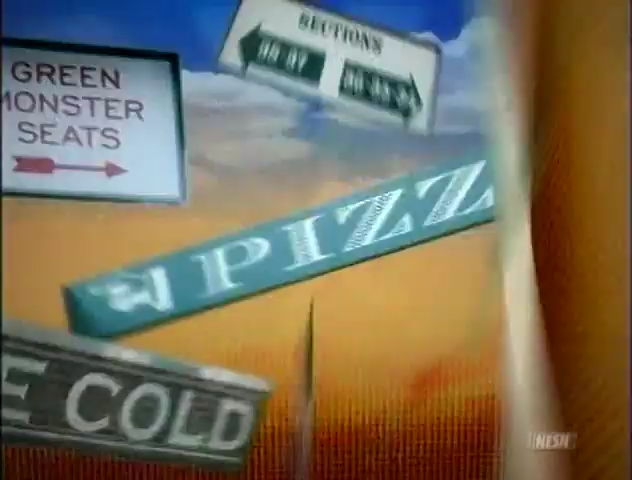 SECTIONS
GREEN
MONSTER
SEATS
PIZZ
E COLD
NESN